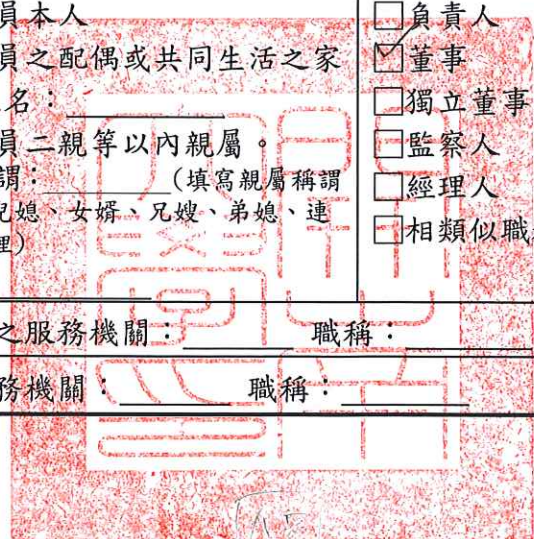 員本人
員之配偶或共同生活之家
名：
員二親等以內親屬。
謂：(填寫親屬稱謂
兒媳、女婿、兄嫂、弟媳、連
理)
□負責人
☑董事
□獨立董事
□監察人
□經理人
□相類似職
之服務機關： 職稱：
務機關： 職稱：